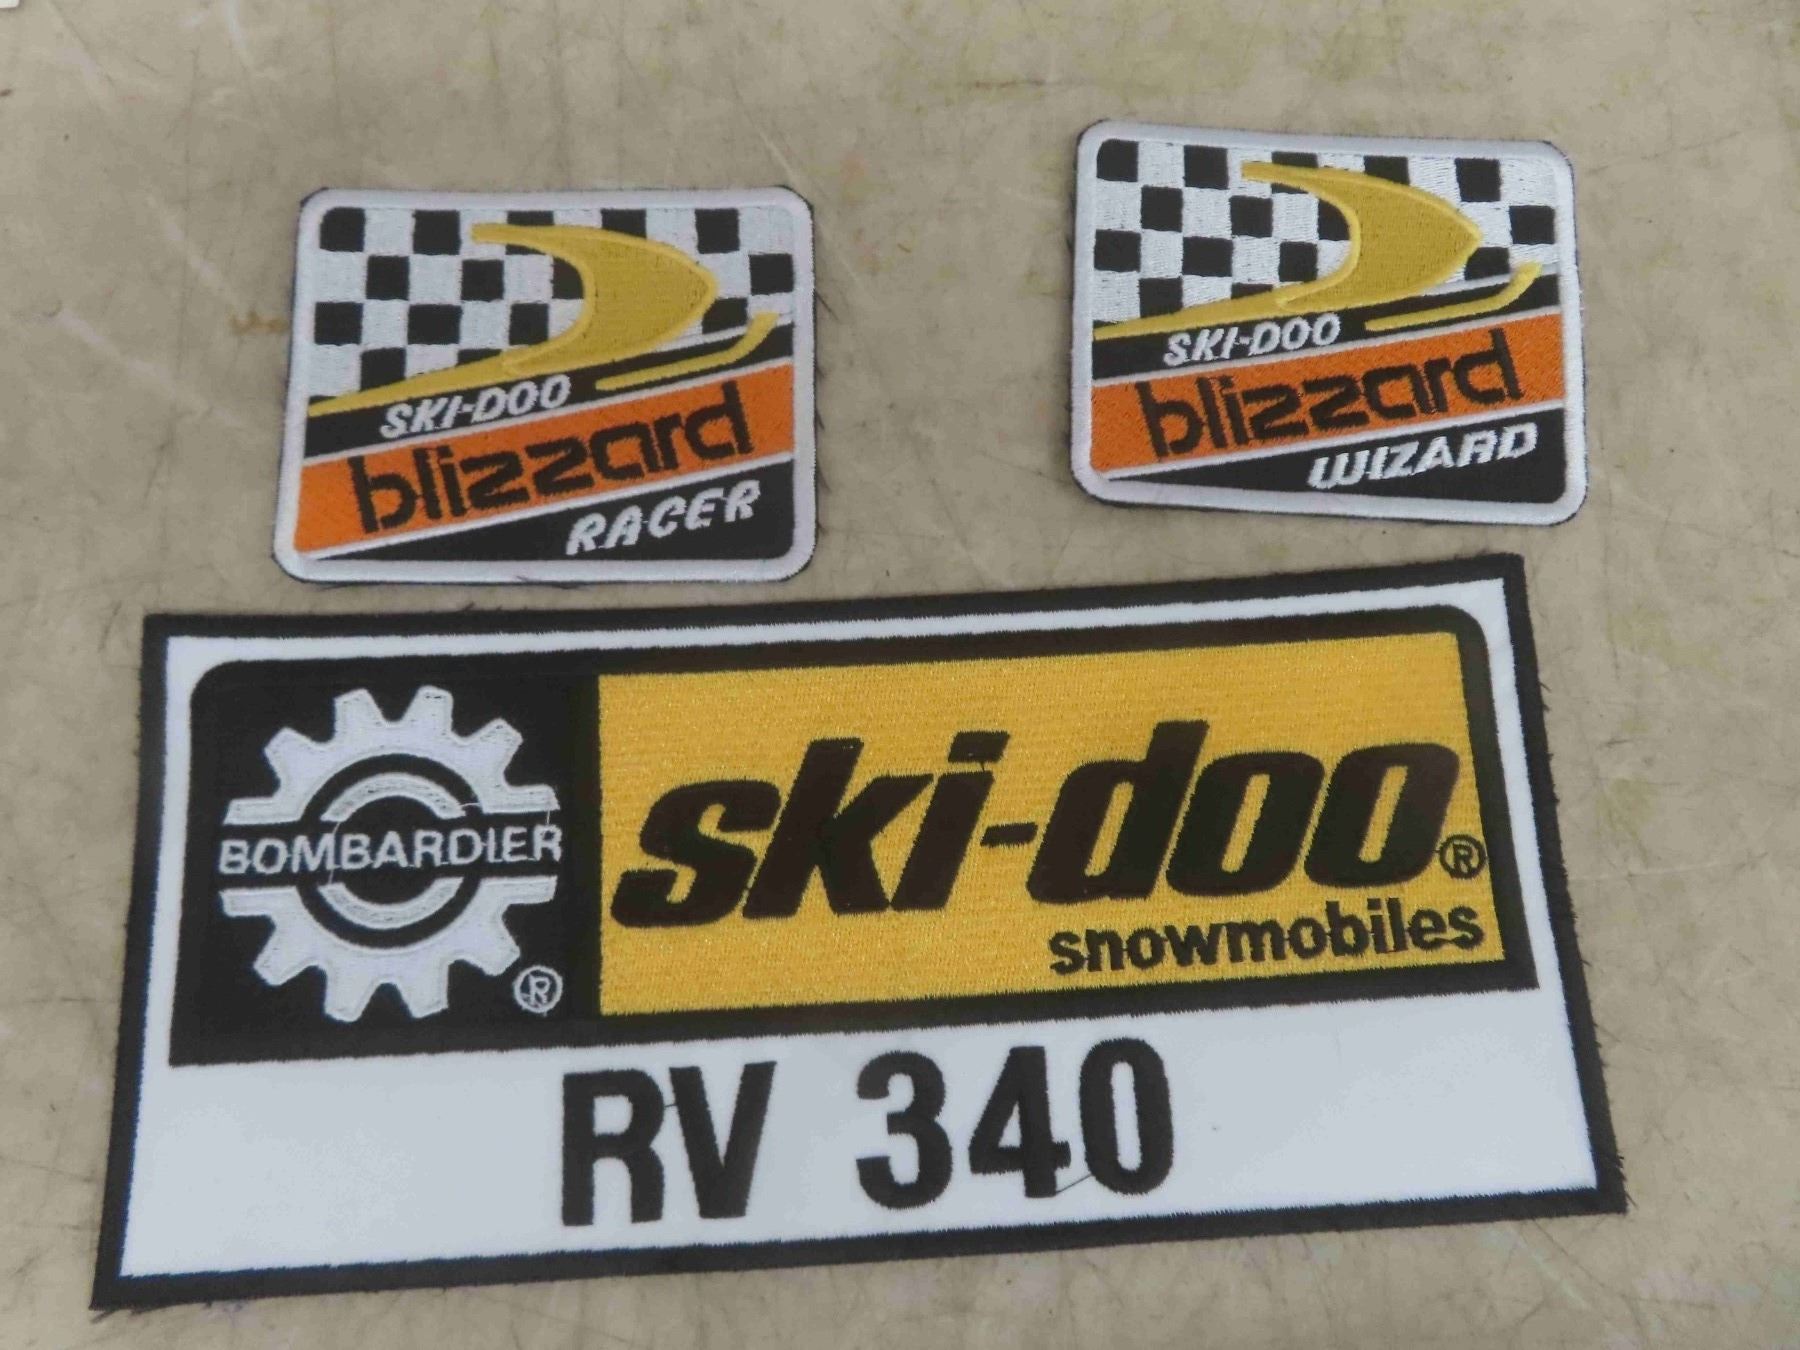 SKI-DOO
blizzard
RACER
SKI-DOO
blizzard
WIZARD
BOMBARDIER
®
ski-doo®
snowmobiles
RV 340